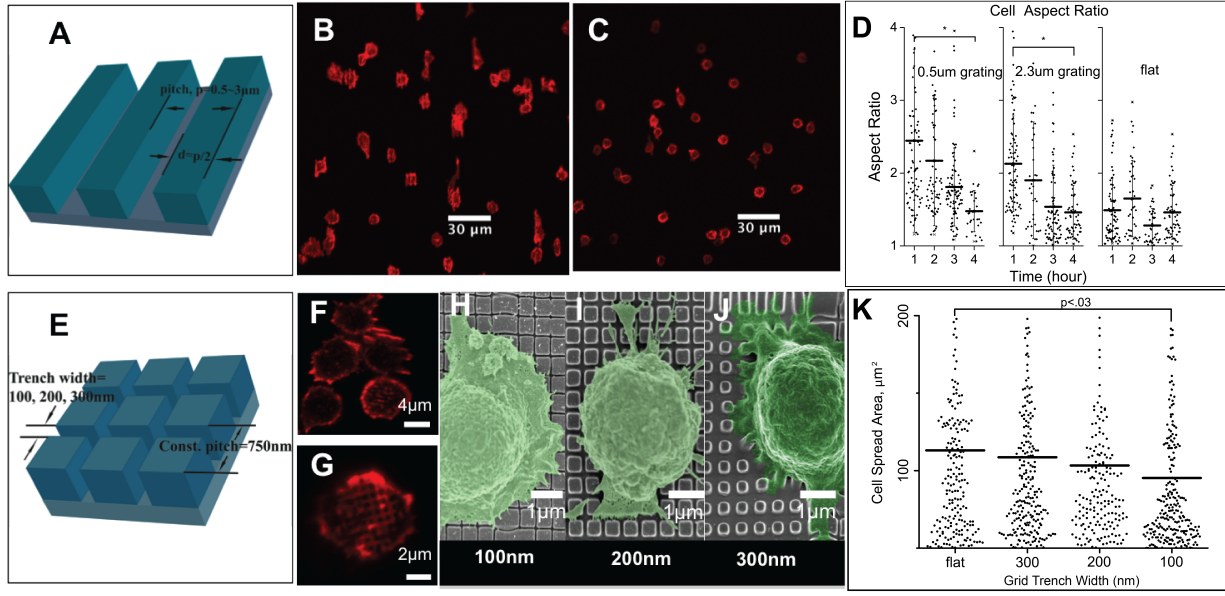 A
pitch, p=0.5~3µm
d=p/2
B
30 µm
C
30 µm
D
Cell Aspect Ratio
* ×
*
0.5um grating
2.3um grating
flat
4
3
2
1
Aspect Ratio
1 2 3 4
1 2 3 4
1 2 3 4
Time (hour)
E
Trench width=
100, 200, 300nm
Const. pitch=750nm
F
4µm
G
2µm
H
1µm
100nm
I
1µm
200nm
J
1µm
300nm
K
p<.03
200
100
Cell Spread Area, µm⁻²
flat 300 200 100
Grid Trench Width (nm)